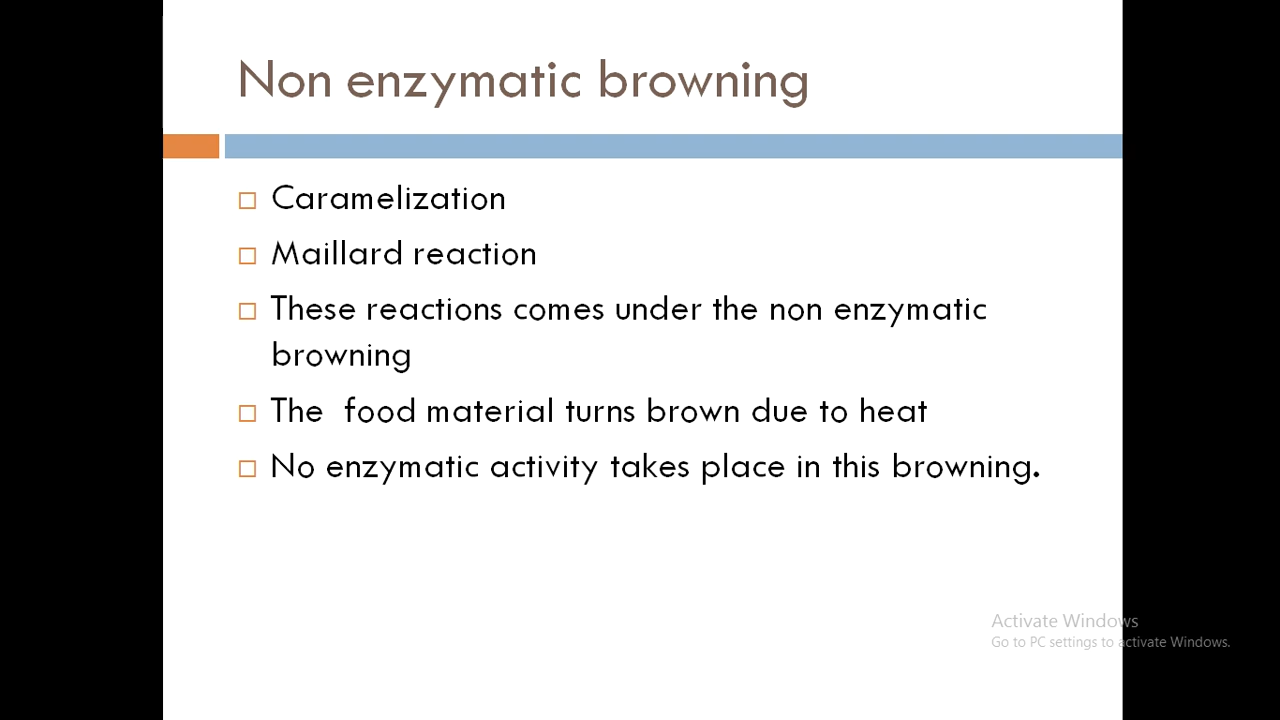 Non enzymatic browning
Caramelization
Maillard reaction
These reactions comes under the non enzymatic
browning
The  food material turns brown due to heat
No enzymatic activity takes place in this browning.
Activate Windows
Go to PC settings to activate Windows.